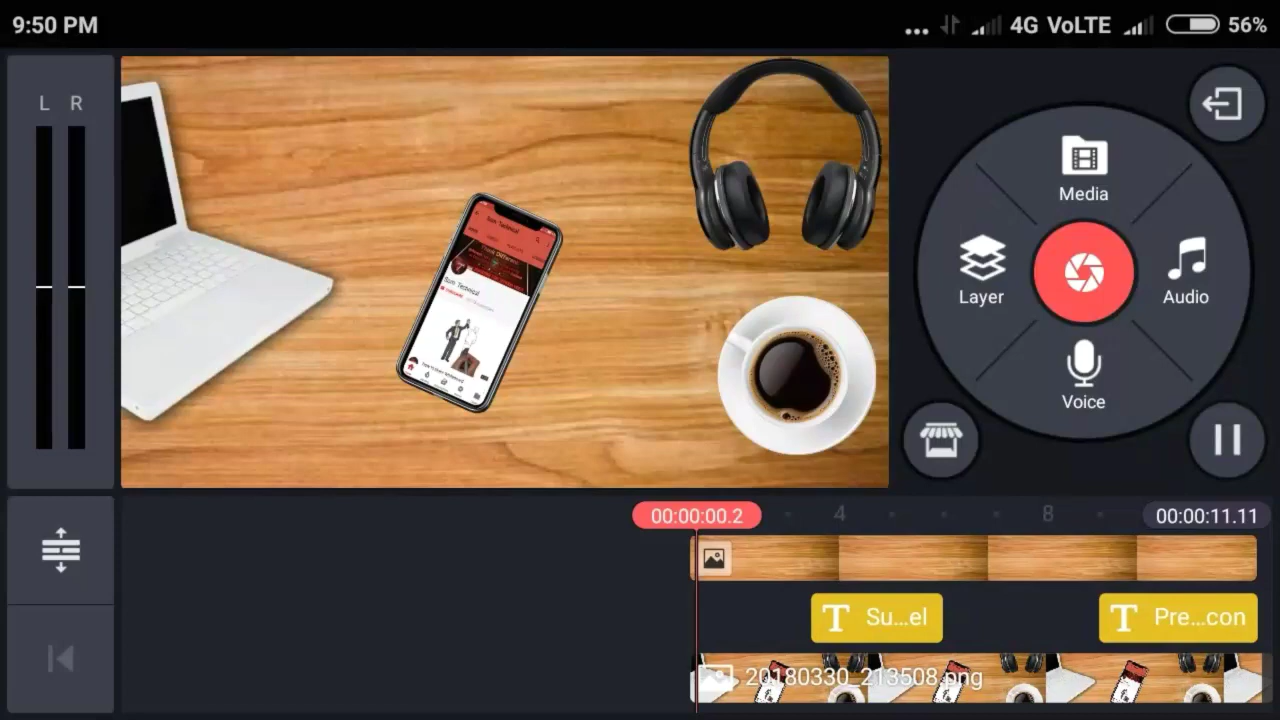 9:50 PM
... 4G VoLTE 56%
L R
Media
Layer
Audio
Voice
00:00:00.2
4
8
00:00:11.11
T Su...el
T Pre...con
20180330_213508.png